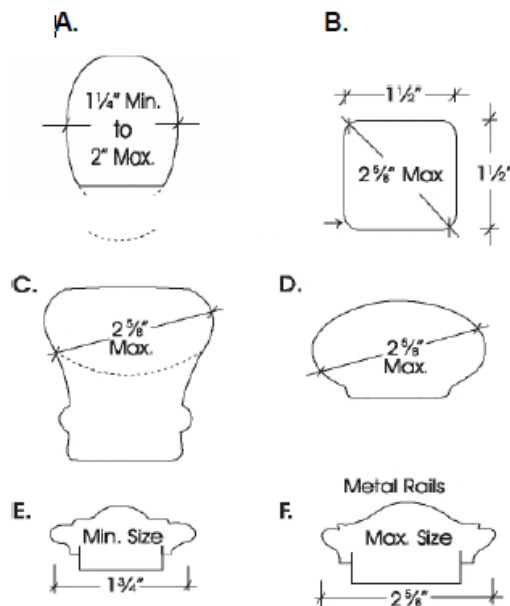 A.
B.
1¼" Min.
to
2" Max.
1½"
2⅝" Max
1½"
C.
2⅝"
Max.
D.
2⅝"
Max.
Metal Rails
E.
Min. Size
1¾"
F.
Max. Size
2⅝"